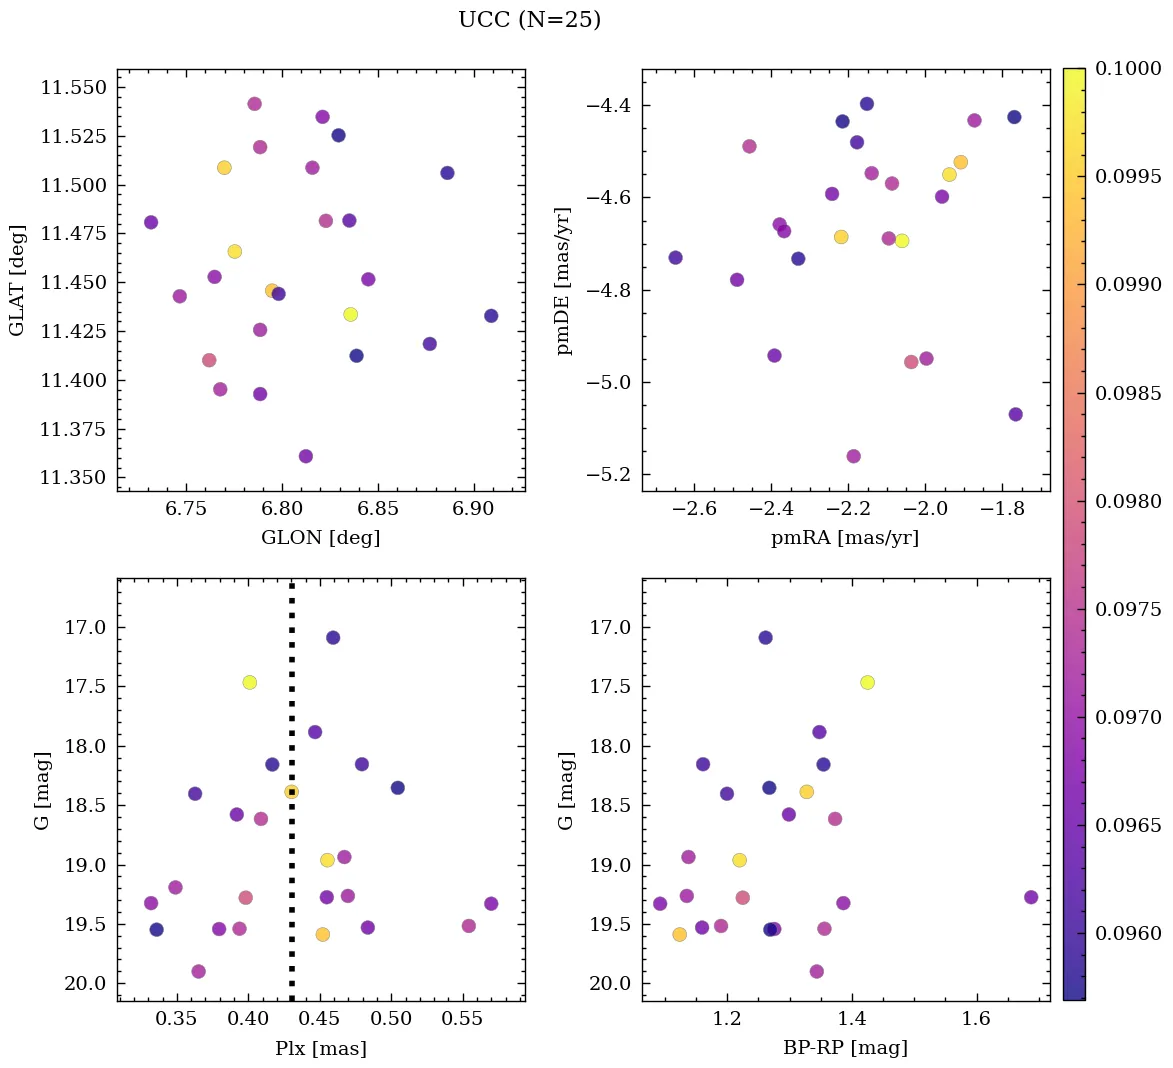 UCC (N=25)
11.550
11.525
11.500
11.475
11.450
11.425
11.400
11.375
11.350
GLAT [deg]
6.75 6.80 6.85 6.90
GLON [deg]
−4.4
−4.6
−4.8
−5.0
−5.2
pmDE [mas/yr]
−2.6 −2.4 −2.2 −2.0 −1.8
pmRA [mas/yr]
17.0
17.5
18.0
18.5
19.0
19.5
20.0
G [mag]
0.35 0.40 0.45 0.50 0.55
Plx [mas]
17.0
17.5
18.0
18.5
19.0
19.5
20.0
G [mag]
1.2 1.4 1.6
BP-RP [mag]
0.1000
0.0995
0.0990
0.0985
0.0980
0.0975
0.0970
0.0965
0.0960